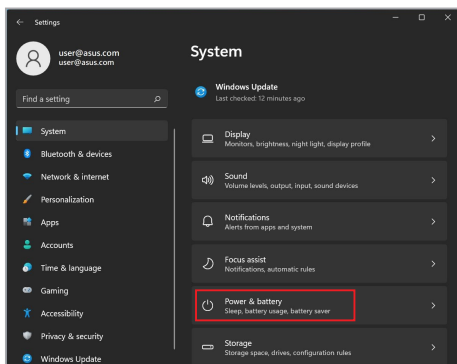 Settings
user@asus.com
user@asus.com
Find a setting
System
Bluetooth & devices
Network & internet
Personalization
Apps
Accounts
Time & language
Gaming
Accessibility
Privacy & security
Windows Update
System
Windows Update
Last checked: 12 minutes ago
Display
Monitors, brightness, night light, display profile
Sound
Volume levels, output, input, sound devices
Notifications
Alerts from apps and system
Focus assist
Notifications, automatic rules
Power & battery
Sleep, battery usage, battery saver
Storage
Storage space, drives, configuration rules